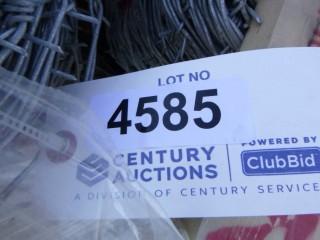 LOT NO
4585
POWERED BY
CENTURY
AUCTIONS
ClubBid
A DIVISION OF CENTURY SERVICE